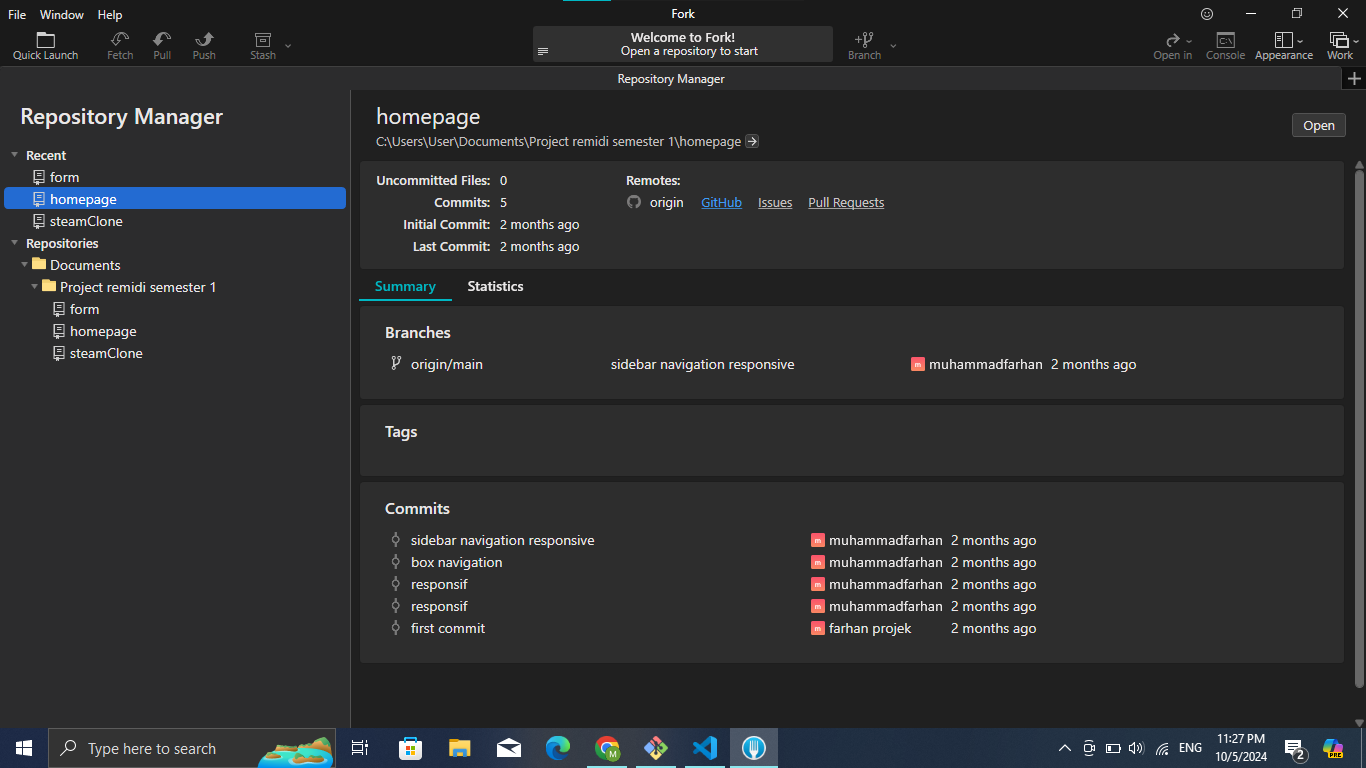 File Window Help
Fork
Quick Launch
Fetch
Pull
Push
Stash
Welcome to Fork!
Open a repository to start
Branch
Open in
Console
Appearance
Work
Repository Manager
Repository Manager
Recent
form
homepage
steamClone
Repositories
Documents
Project remidi semester 1
form
homepage
steamClone
homepage
C:\Users\User\Documents\Project remidi semester 1\homepage
Open
Uncommitted Files: 0
Commits: 5
Initial Commit: 2 months ago
Last Commit: 2 months ago
Remotes:
origin GitHub Issues Pull Requests
Summary Statistics
Branches
origin/main sidebar navigation responsive m muhammadfarhan 2 months ago
Tags
Commits
sidebar navigation responsive m muhammadfarhan 2 months ago
box navigation m muhammadfarhan 2 months ago
responsif m muhammadfarhan 2 months ago
responsif m muhammadfarhan 2 months ago
first commit m farhan projek 2 months ago
Type here to search
M
ENG
11:27 PM
10/5/2024
2
PRE